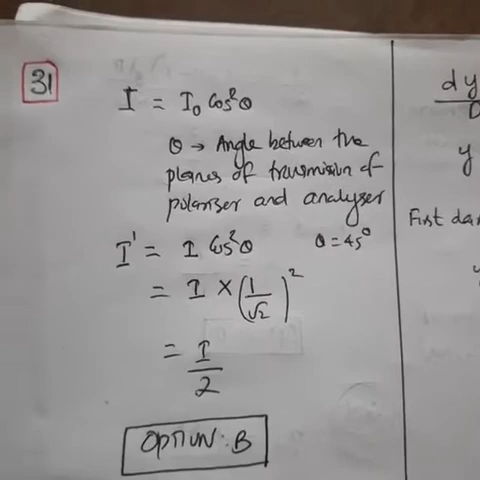 31
I = I₀ Cos²θ
θ → Angle between the
planes of transmission of
polariser and analyser
I' = I Cos²θ θ = 45°
= I × (1/√2)²
= I/2
OPTION: B
dy
y
First dar